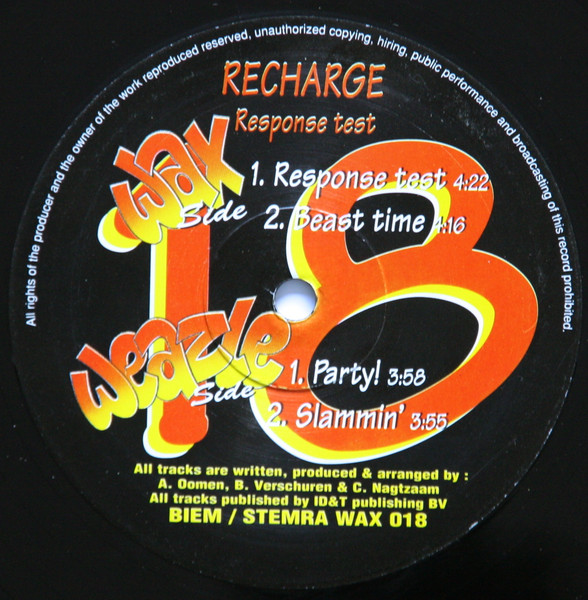 All rights of the producer and the owner of the work reproduced reserved, unauthorized copying, hiring, public performance and broadcasting of this record prohibited.
RECHARGE
Response test
Wax
Side
1. Response test 4:22
2. Beast time 4:16
18
Weazle
Side
1. Party! 3:58
2. Slammin' 3:55
All tracks are written, produced & arranged by :
A. Oomen, B. Verschuren & C. Nagtzaam
All tracks published by ID&T publishing BV
BIEM / STEMRA WAX 018